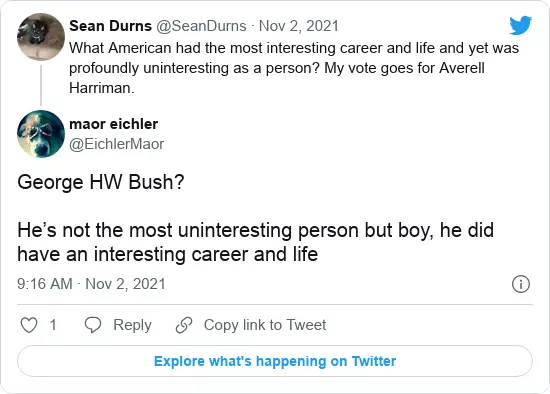 Sean Durns @SeanDurns · Nov 2, 2021
What American had the most interesting career and life and yet was
profoundly uninteresting as a person? My vote goes for Averell
Harriman.
maor eichler
@EichlerMaor
George HW Bush?
He’s not the most uninteresting person but boy, he did
have an interesting career and life
9:16 AM · Nov 2, 2021
1 Reply Copy link to Tweet
Explore what's happening on Twitter